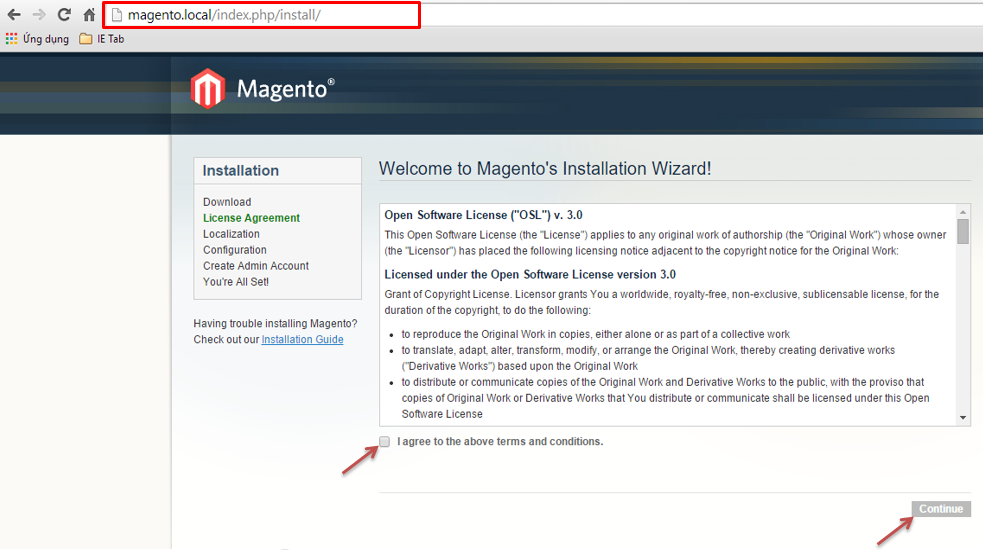 magento.local/index.php/install/
Ứng dụng IE Tab
Magento®
Installation
Download
License Agreement
Localization
Configuration
Create Admin Account
You're All Set!
Having trouble installing Magento?
Check out our Installation Guide
Welcome to Magento's Installation Wizard!
Open Software License ("OSL") v. 3.0
This Open Software License (the "License") applies to any original work of authorship (the "Original Work") whose owner
(the "Licensor") has placed the following licensing notice adjacent to the copyright notice for the Original Work:
Licensed under the Open Software License version 3.0
Grant of Copyright License. Licensor grants You a worldwide, royalty-free, non-exclusive, sublicensable license, for the
duration of the copyright, to do the following:
• to reproduce the Original Work in copies, either alone or as part of a collective work
• to translate, adapt, alter, transform, modify, or arrange the Original Work, thereby creating derivative works
("Derivative Works") based upon the Original Work
• to distribute or communicate copies of the Original Work and Derivative Works to the public, with the proviso that
copies of Original Work or Derivative Works that You distribute or communicate shall be licensed under this Open
Software License
I agree to the above terms and conditions.
Continue